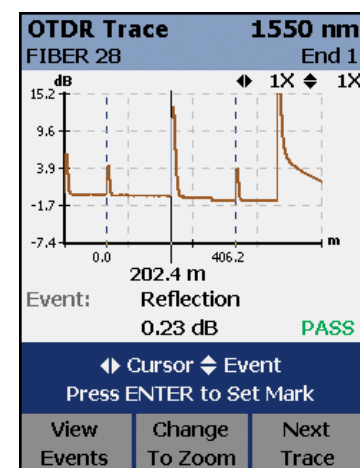 OTDR Trace 1550 nm
FIBER 28 End 1
dB 1X 1X
15.2
9.6
3.9
-1.7
-7.4 m
0.0 406.2
202.4 m
Event: Reflection
0.23 dB PASS
Cursor Event
Press ENTER to Set Mark
View Change Next
Events To Zoom Trace